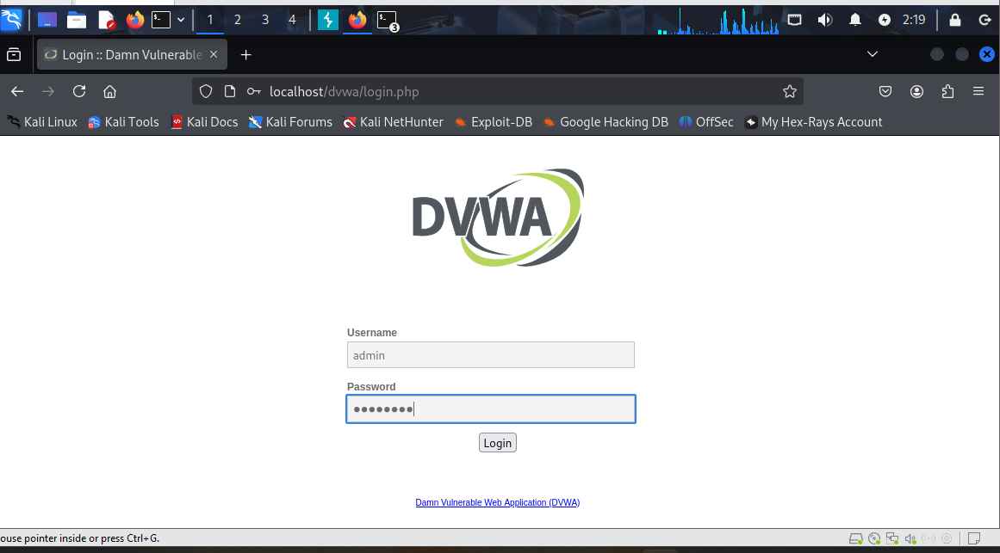 1 2 3 4 3 2:19
Login :: Damn Vulnerable
localhost/dvwa/login.php
Kali Linux Kali Tools Kali Docs Kali Forums Kali NetHunter Exploit-DB Google Hacking DB OffSec My Hex-Rays Account
DVWA
Username
admin
Password
Login
Damn Vulnerable Web Application (DVWA)
ouse pointer inside or press Ctrl+G.